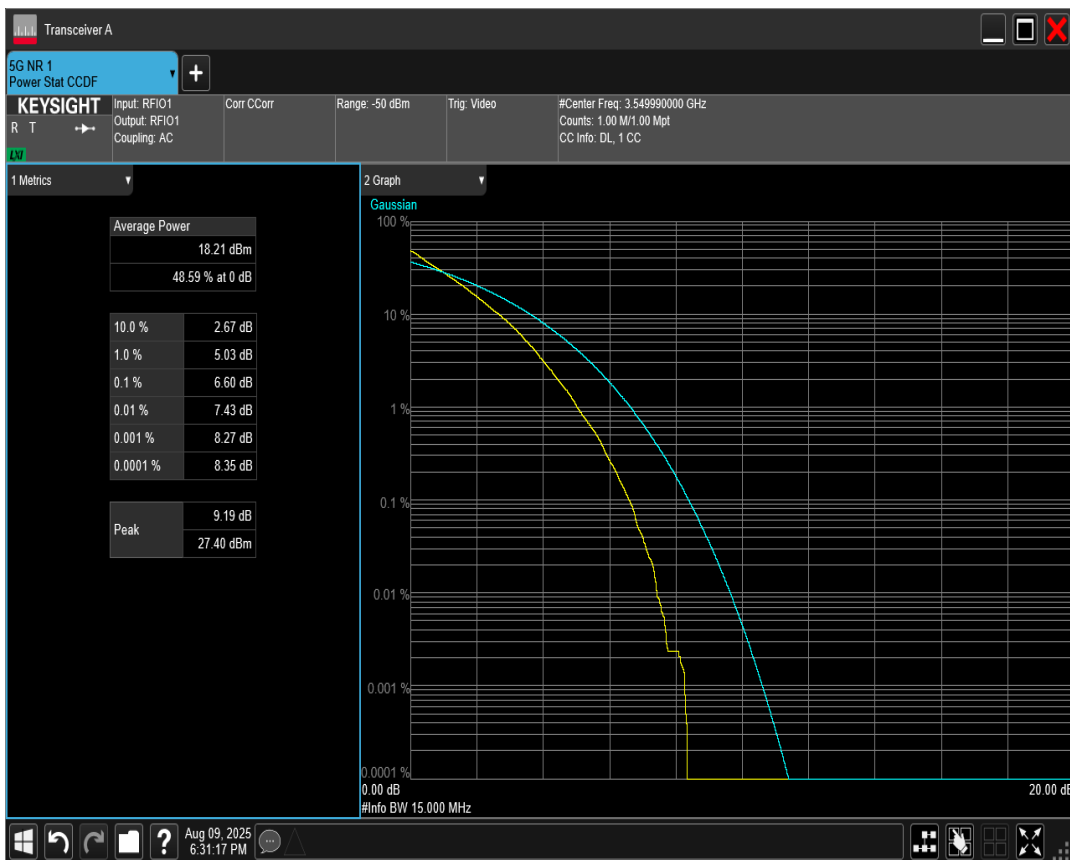 Transceiver A
5G NR 1
Power Stat CCDF
KEYSIGHT
R T
LXI
Input: RFIO1
Output: RFIO1
Coupling: AC
Corr CCorr
Range: -50 dBm
Trig: Video
#Center Freq: 3.549990000 GHz
Counts: 1.00 M/1.00 Mpt
CC Info: DL, 1 CC
1 Metrics
Average Power
18.21 dBm
48.59 % at 0 dB
10.0 % 2.67 dB
1.0 % 5.03 dB
0.1 % 6.60 dB
0.01 % 7.43 dB
0.001 % 8.27 dB
0.0001 % 8.35 dB
Peak 9.19 dB
27.40 dBm
2 Graph
Gaussian
100 %
10 %
1 %
0.1 %
0.01 %
0.001 %
0.0001 %
0.00 dB 20.00 dB
#Info BW 15.000 MHz
? Aug 09, 2025
6:31:17 PM